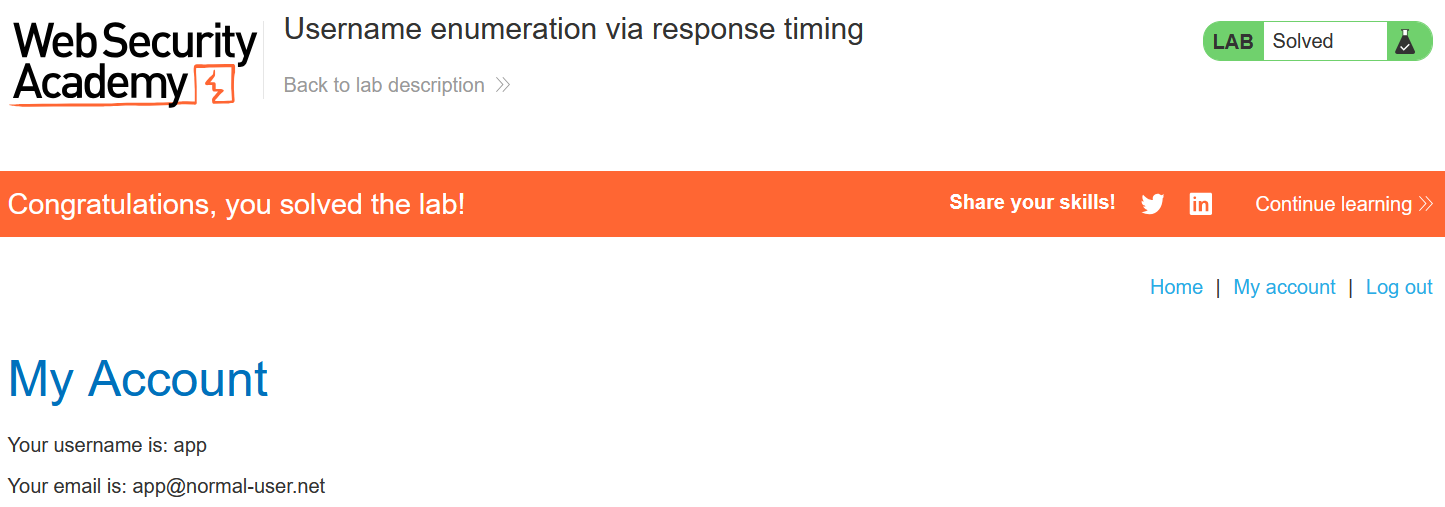 Web Security
Academy
Username enumeration via response timing
Back to lab description
LAB Solved
Congratulations, you solved the lab!
Share your skills!
Continue learning
Home | My account | Log out
My Account
Your username is: app
Your email is: app@normal-user.net